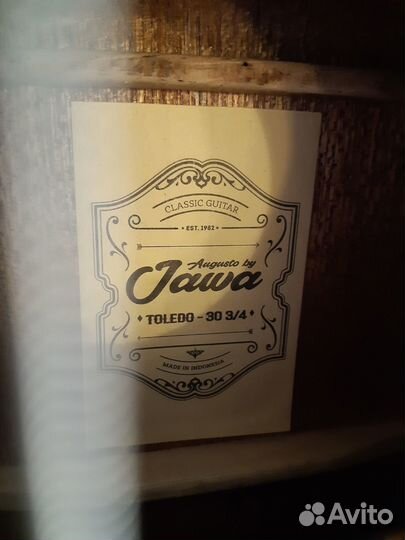 CLASSIC GUITAR
• EST. 1982 •
Augusto by
Jawa
♦ TOLEDO - 30 3/4 ♦
MADE IN INDONESIA
Avito